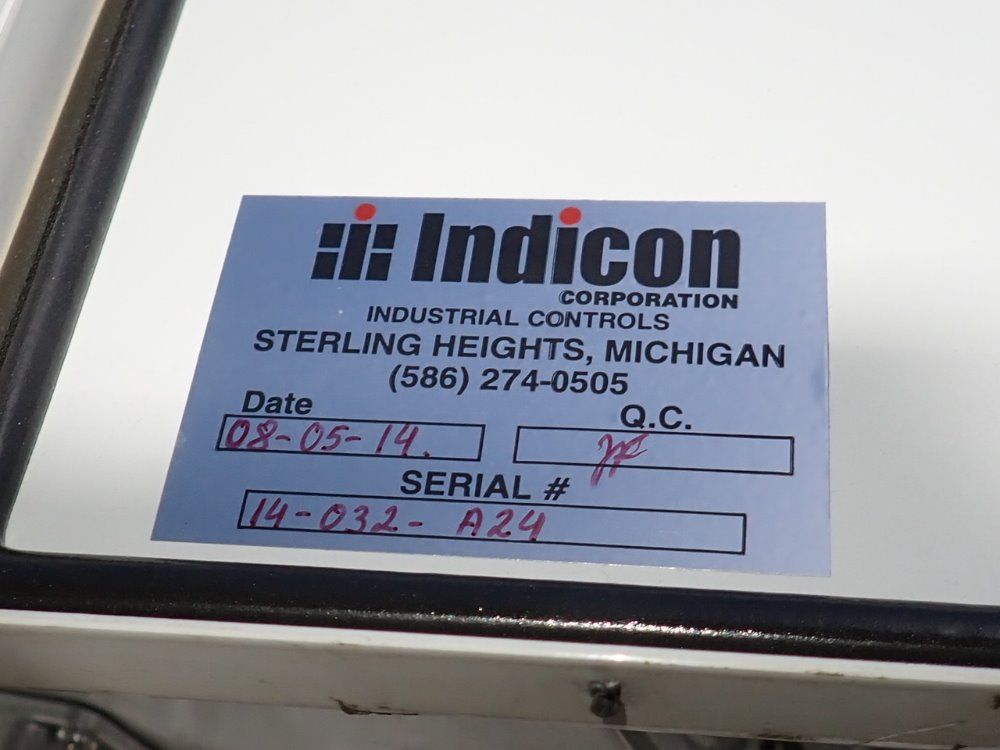 Indicon
CORPORATION
INDUSTRIAL CONTROLS
STERLING HEIGHTS, MICHIGAN
(586) 274-0505
Date Q.C.
08-05-14.
SERIAL #
14-032-A24